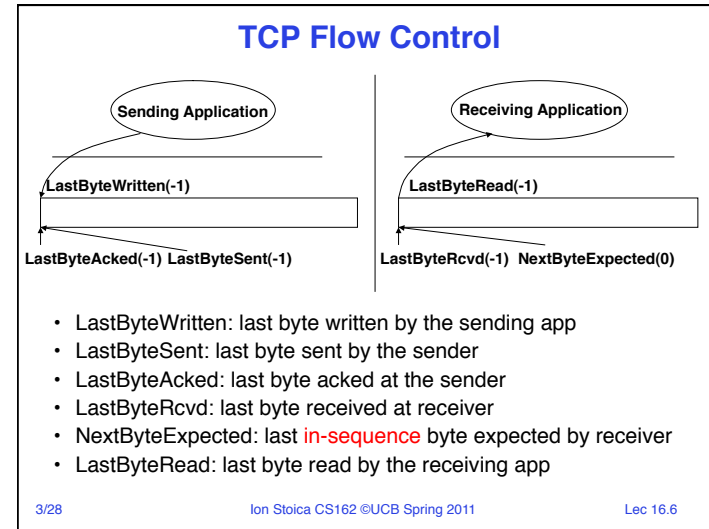 TCP Flow Control
Sending Application
Receiving Application
LastByteWritten(-1)
LastByteRead(-1)
LastByteAcked(-1) LastByteSent(-1)
LastByteRcvd(-1) NextByteExpected(0)
• LastByteWritten: last byte written by the sending app
• LastByteSent: last byte sent by the sender
• LastByteAcked: last byte acked at the sender
• LastByteRcvd: last byte received at receiver
• NextByteExpected: last in-sequence byte expected by receiver
• LastByteRead: last byte read by the receiving app
3/28 Ion Stoica CS162 ©UCB Spring 2011 Lec 16.6